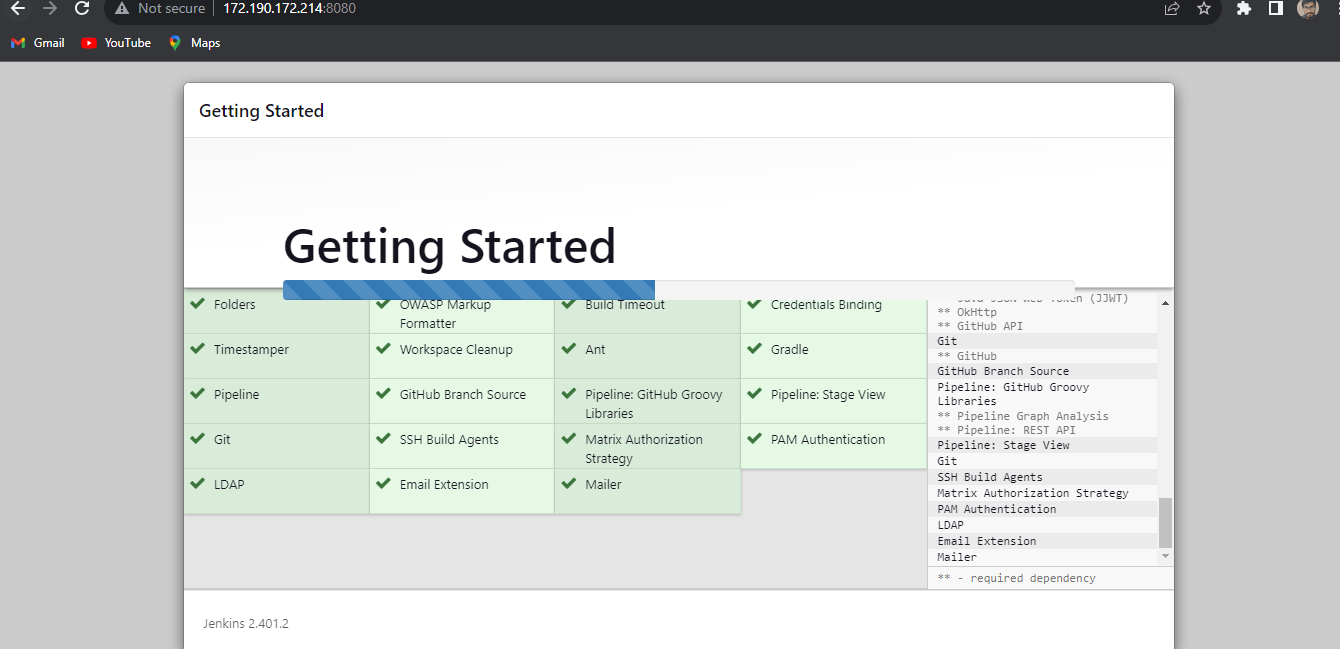 Not secure 172.190.172.214:8080
Gmail YouTube Maps
Getting Started
Getting Started
Folders
OWASP Markup
Formatter
Build Timeout
Credentials Binding
Timestamper
Workspace Cleanup
Ant
Gradle
Pipeline
GitHub Branch Source
Pipeline: GitHub Groovy
Libraries
Pipeline: Stage View
Git
SSH Build Agents
Matrix Authorization
Strategy
PAM Authentication
LDAP
Email Extension
Mailer
** Java JSON Web Token (JJWT)
** OkHttp
** GitHub API
Git
** GitHub
GitHub Branch Source
Pipeline: GitHub Groovy
Libraries
** Pipeline Graph Analysis
** Pipeline: REST API
Pipeline: Stage View
Git
SSH Build Agents
Matrix Authorization Strategy
PAM Authentication
LDAP
Email Extension
Mailer
** - required dependency
Jenkins 2.401.2